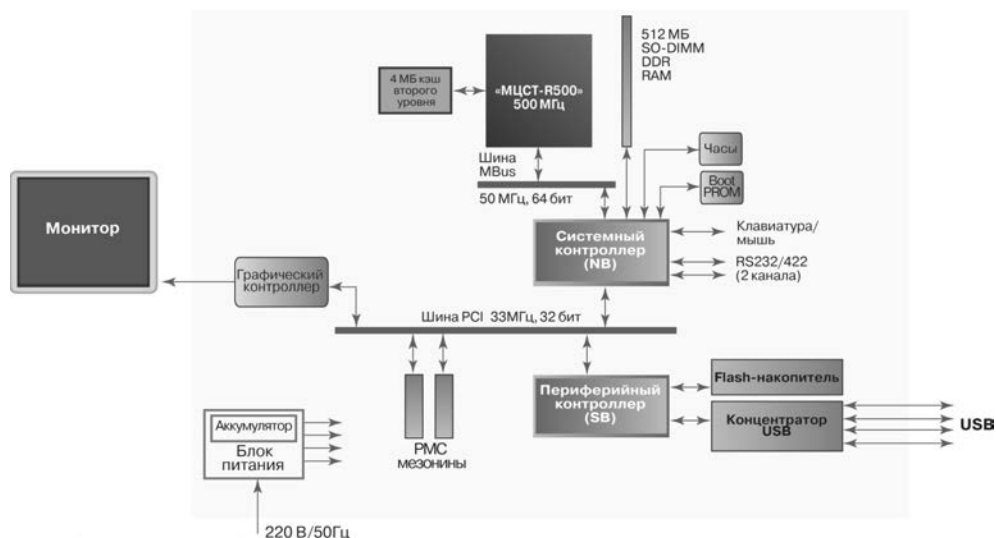 512 МБ
SO-DIMM
DDR
RAM
4 МБ кэш
второго
уровня
«МЦСТ-R500»
500 МГц
Часы
Шина
MBus
Boot
PROM
50 МГц, 64 бит
Монитор
Системный
контроллер
(NB)
Клавиатура/
мышь
RS232/422
(2 канала)
Графический
контроллер
Шина PCI 33МГц, 32 бит
Периферийный
контроллер
(SB)
Flash-накопитель
Концентратор
USB
USB
Аккумулятор
Блок
питания
PMC
мезонины
220 В/50Гц